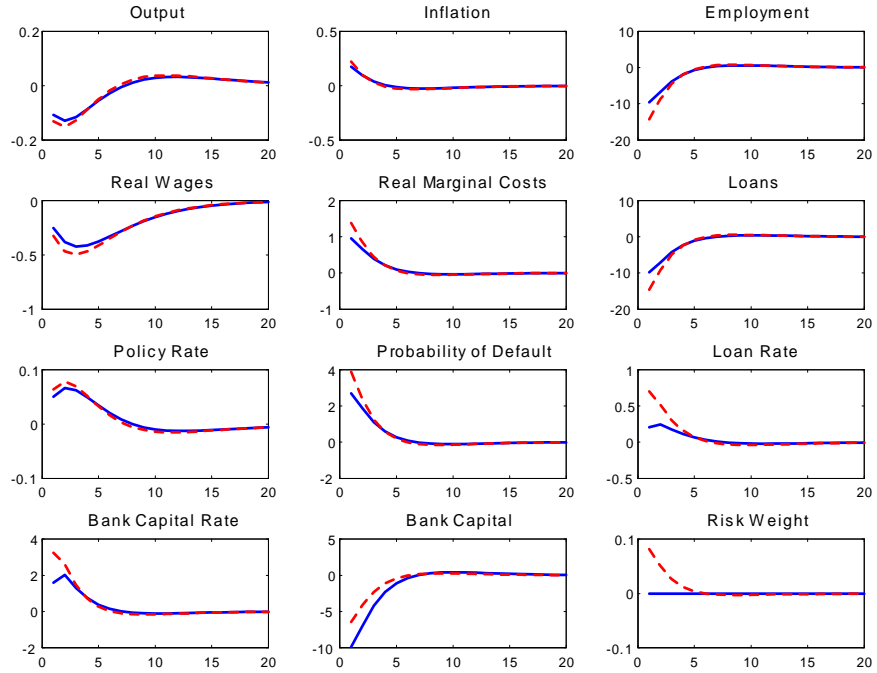 Output Inflation Employment
0.2 0.5 10
0 0 0
-10
-0.2 -0.5 -20
0 5 10 15 20 0 5 10 15 20 0 5 10 15 20
Real Wages Real Marginal Costs Loans
0 2 10
1 0
-0.5
0 -10
-1 -1 -20
0 5 10 15 20 0 5 10 15 20 0 5 10 15 20
Policy Rate Probability of Default Loan Rate
0.1 4 1
2 0.5
0
0 0
-0.1 -2 -0.5
0 5 10 15 20 0 5 10 15 20 0 5 10 15 20
Bank Capital Rate Bank Capital Risk Weight
4 5 0.1
2 0
0
0 -5
-2 -10 -0.1
0 5 10 15 20 0 5 10 15 20 0 5 10 15 20